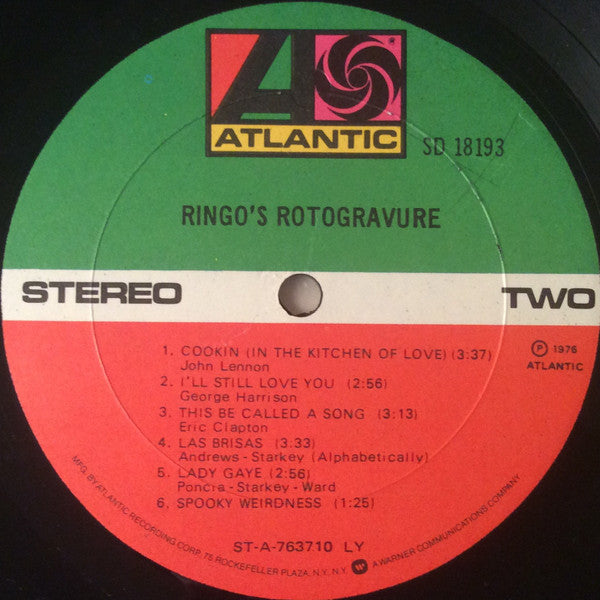 ATLANTIC
SD 18193
RINGO'S ROTOGRAVURE
STEREO
TWO
1. COOKIN (IN THE KITCHEN OF LOVE) (3:37)
John Lennon
2. I'LL STILL LOVE YOU (2:56)
George Harrison
3. THIS BE CALLED A SONG (3:13)
Eric Clapton
4. LAS BRISAS (3:33)
Andrews-Starkey (Alphabetically)
5. LADY GAYE (2:56)
Poncra-Starkey-Ward
6. SPOOKY WEIRDNESS (1:25)
Ⓟ 1976
ATLANTIC
ST-A-763710 LY
MFG. BY ATLANTIC RECORDING CORP. 75 ROCKEFELLER PLAZA, N.Y. N.Y. W A WARNER COMMUNICATIONS COMPANY